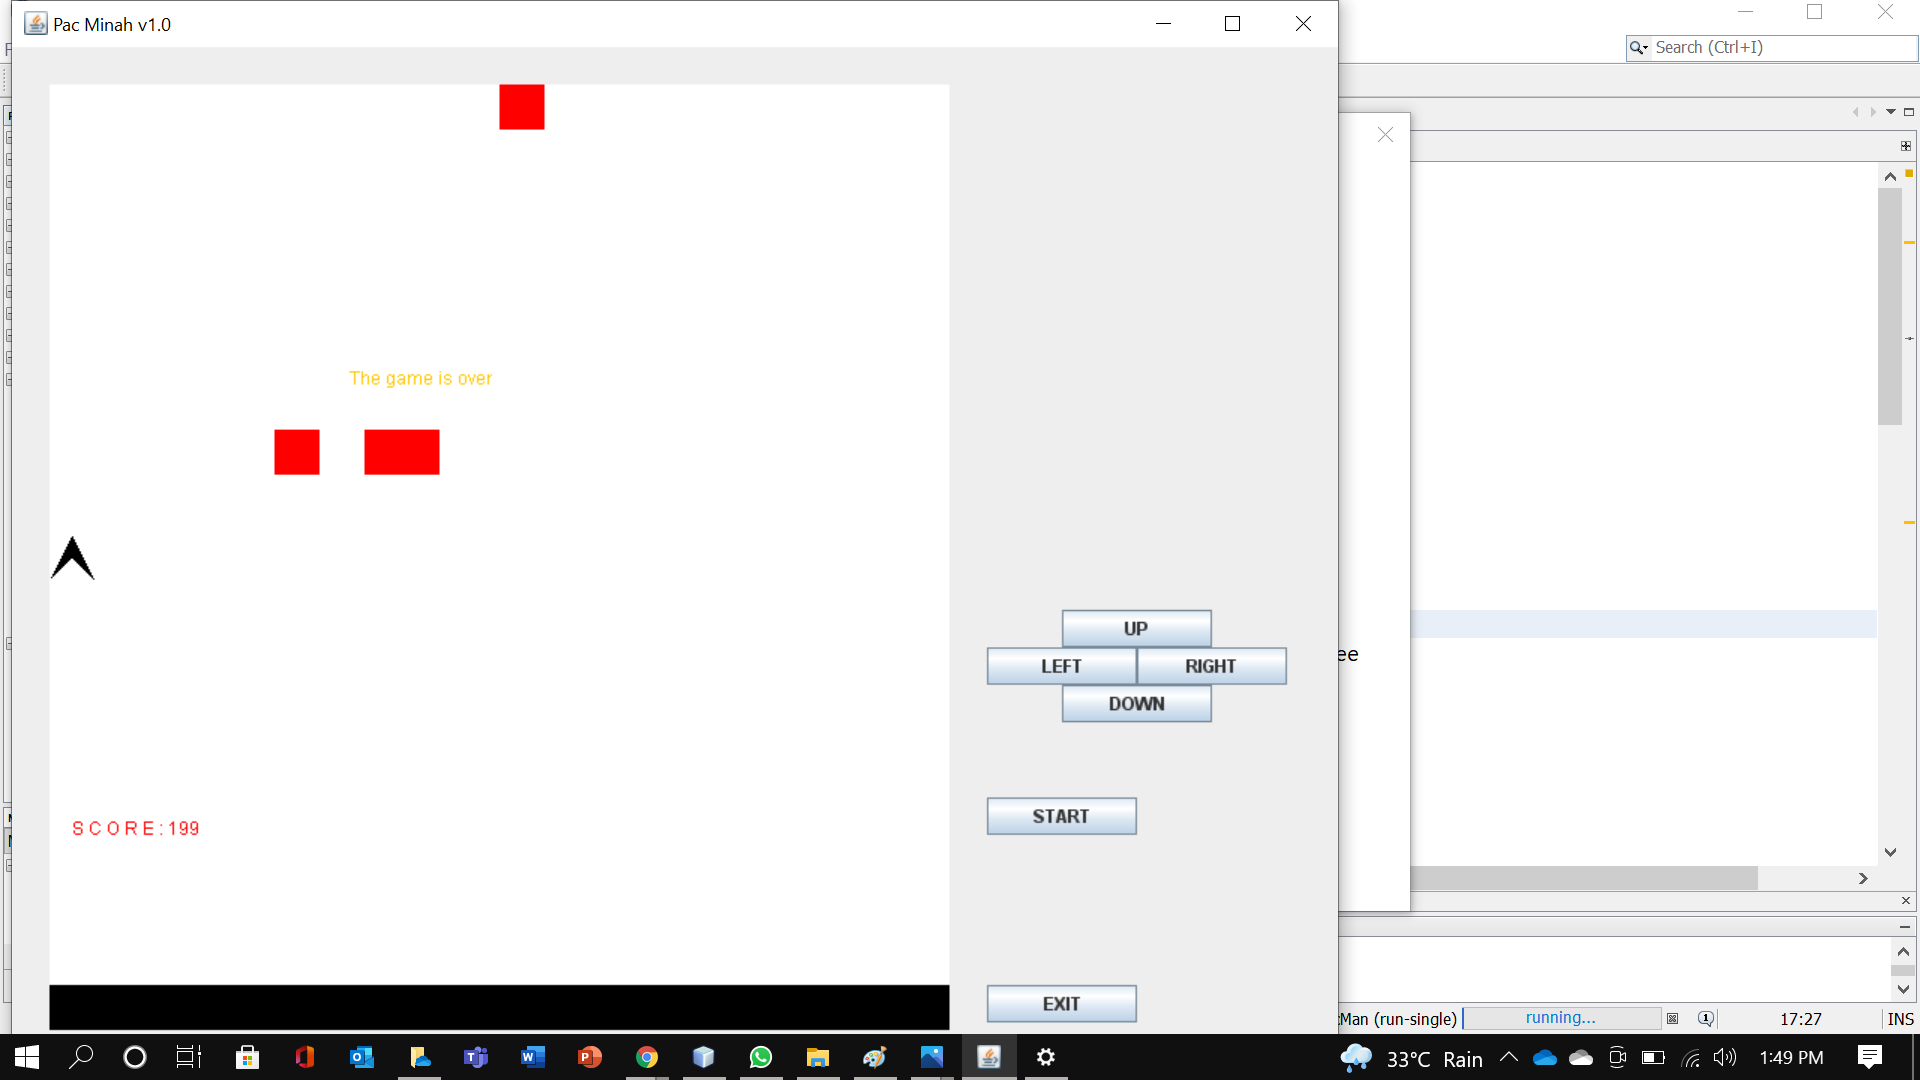 Pac Minah v1.0
Search (Ctrl+I)
The game is over
UP
LEFT RIGHT
ee
DOWN
START
S C O R E : 199
EXIT
Man (run-single) running... 17:27 INS
33°C Rain 1:49 PM